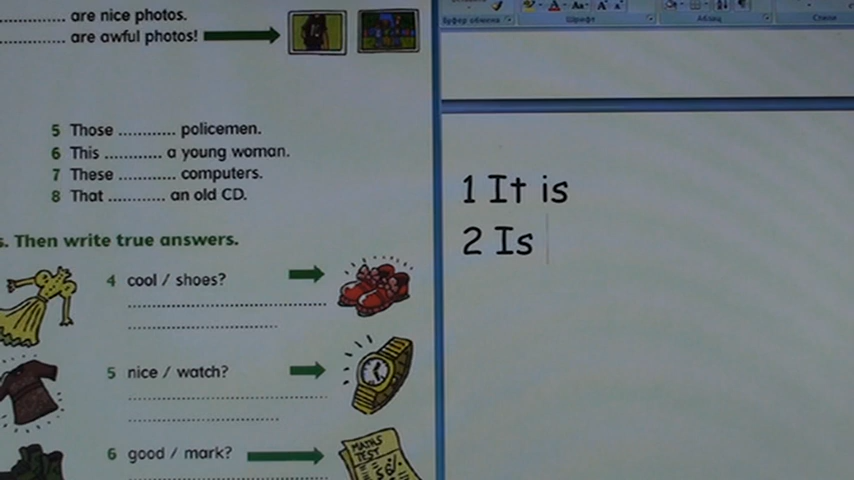 ............... are nice photos.
............... are awful photos!
5 Those ........... policemen.
6 This ........... a young woman.
7 These ........... computers.
8 That ........... an old CD.
s. Then write true answers.
4 cool / shoes?
5 nice / watch?
6 good / mark?
MATHS
TEST
Буфер обмена
Шрифт
Абзац
Стили
1 It is
2 Is